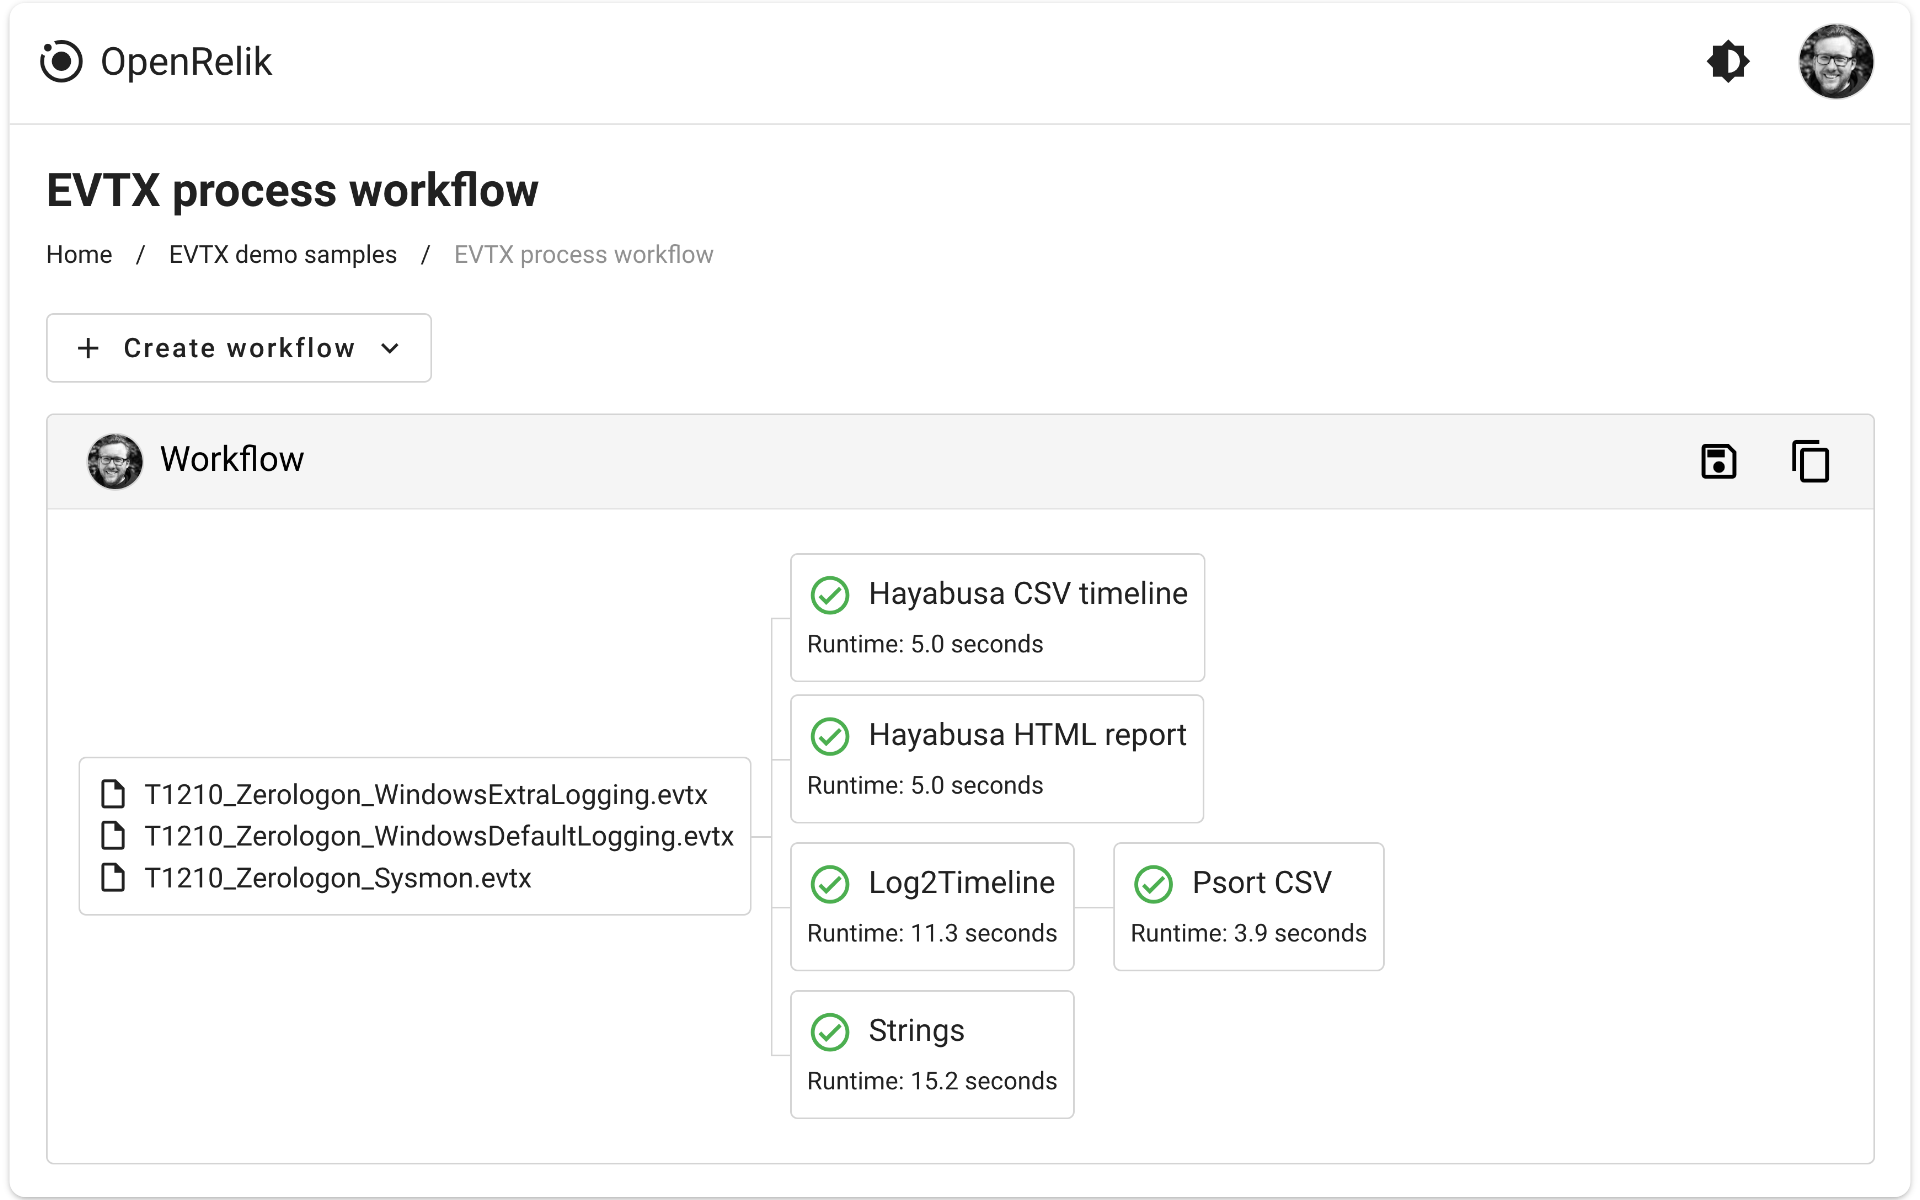 OpenRelik
EVTX process workflow
Home / EVTX demo samples / EVTX process workflow
+ Create workflow
Workflow
T1210_Zerologon_WindowsExtraLogging.evtx
T1210_Zerologon_WindowsDefaultLogging.evtx
T1210_Zerologon_Sysmon.evtx
Hayabusa CSV timeline
Runtime: 5.0 seconds
Hayabusa HTML report
Runtime: 5.0 seconds
Log2Timeline
Runtime: 11.3 seconds
Psort CSV
Runtime: 3.9 seconds
Strings
Runtime: 15.2 seconds